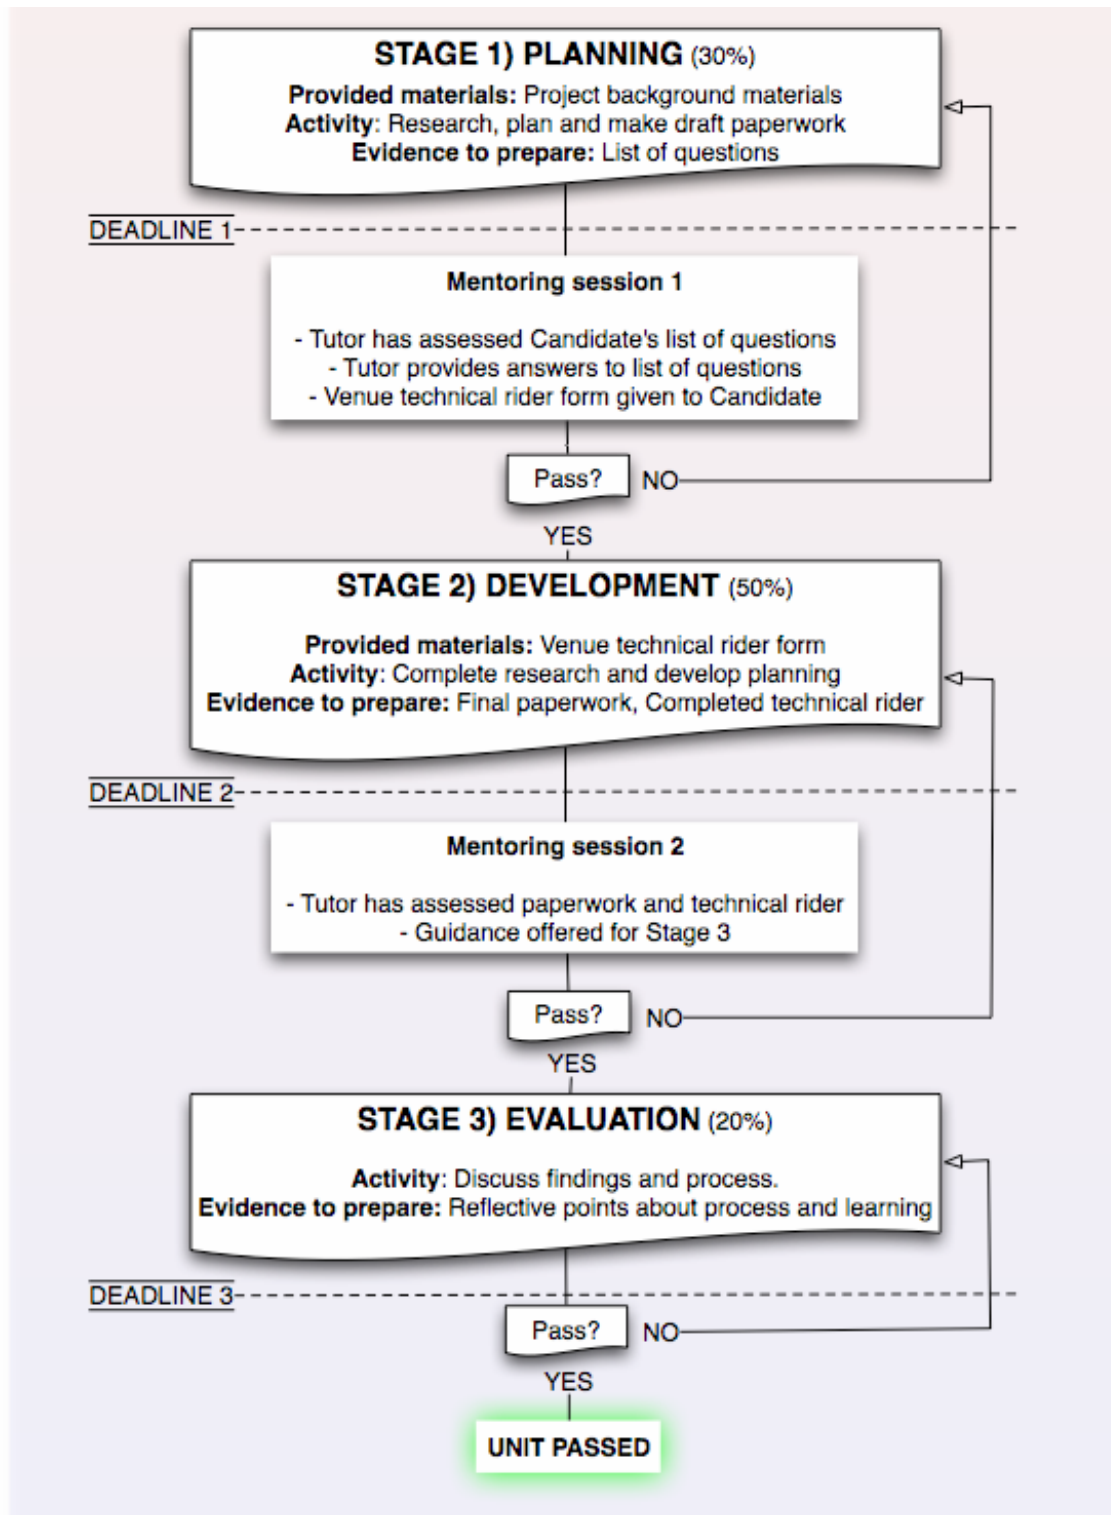 STAGE 1) PLANNING (30%)
Provided materials: Project background materials
Activity: Research, plan and make draft paperwork
Evidence to prepare: List of questions
DEADLINE 1
Mentoring session 1
- Tutor has assessed Candidate's list of questions
- Tutor provides answers to list of questions
- Venue technical rider form given to Candidate
Pass?
NO
YES
STAGE 2) DEVELOPMENT (50%)
Provided materials: Venue technical rider form
Activity: Complete research and develop planning
Evidence to prepare: Final paperwork, Completed technical rider
DEADLINE 2
Mentoring session 2
- Tutor has assessed paperwork and technical rider
- Guidance offered for Stage 3
Pass?
NO
YES
STAGE 3) EVALUATION (20%)
Activity: Discuss findings and process.
Evidence to prepare: Reflective points about process and learning
DEADLINE 3
Pass?
NO
YES
UNIT PASSED